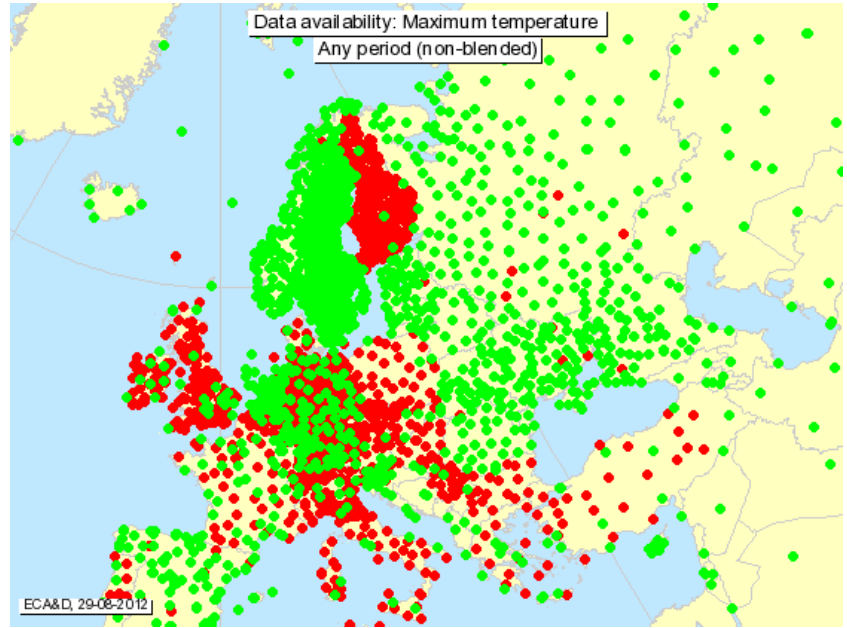 Data availability: Maximum temperature
Any period (non-blended)
ECA&D, 29-08-2012